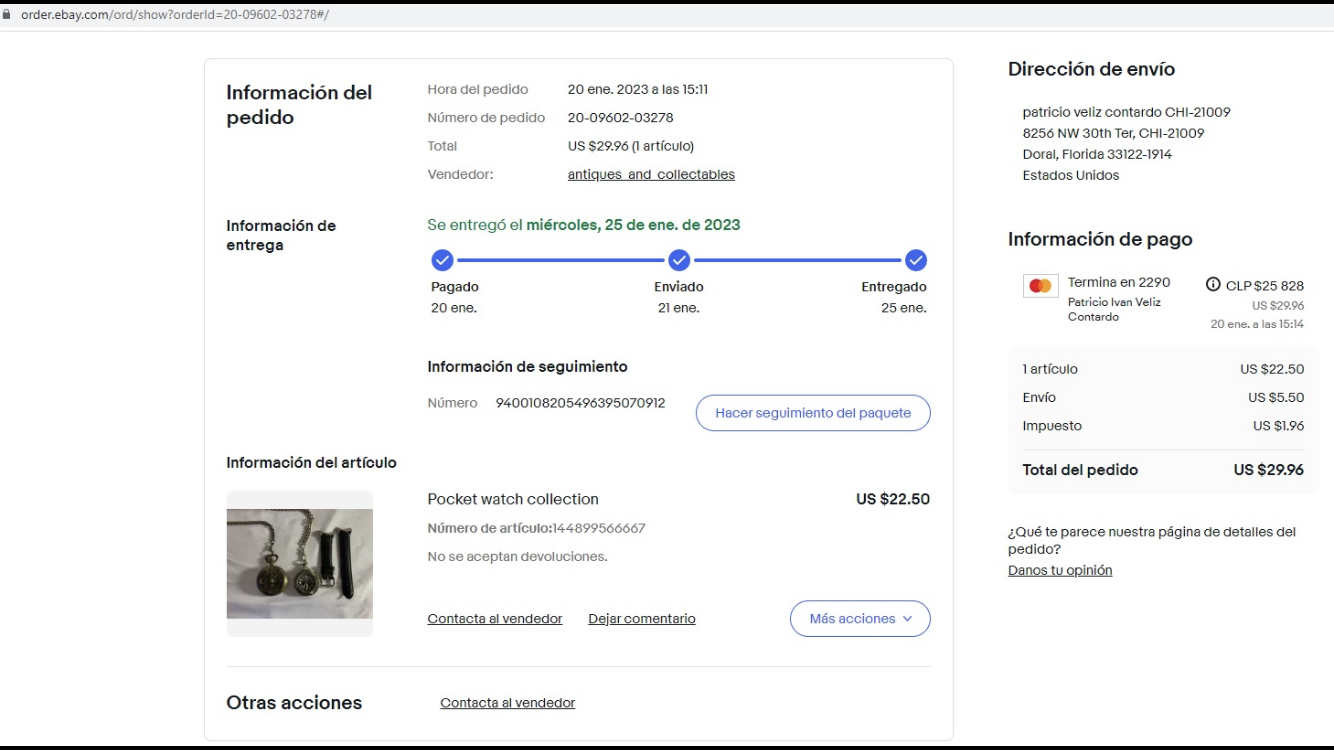 order.ebay.com/ord/show?orderId=20-09602-03278#/
Información del
pedido
Hora del pedido 20 ene. 2023 a las 15:11
Número de pedido 20-09602-03278
Total US $29.96 (1 artículo)
Vendedor: antiques_and_collectables
Información de
entrega
Se entregó el miércoles, 25 de ene. de 2023
Pagado Enviado Entregado
20 ene. 21 ene. 25 ene.
Información de seguimiento
Número 9400108205496395070912 Hacer seguimiento del paquete
Información del artículo
Pocket watch collection US $22.50
Número de artículo:144899566667
No se aceptan devoluciones.
Contacta al vendedor Dejar comentario Más acciones
Otras acciones Contacta al vendedor
Dirección de envío
patricio veliz contardo CHI-21009
8256 NW 30th Ter, CHI-21009
Doral, Florida 33122-1914
Estados Unidos
Información de pago
Termina en 2290 CLP $25 828
Patricio Ivan Veliz US $29.96
Contardo 20 ene. a las 15:14
1 artículo US $22.50
Envío US $5.50
Impuesto US $1.96
Total del pedido US $29.96
¿Qué te parece nuestra página de detalles del
pedido?
Danos tu opinión